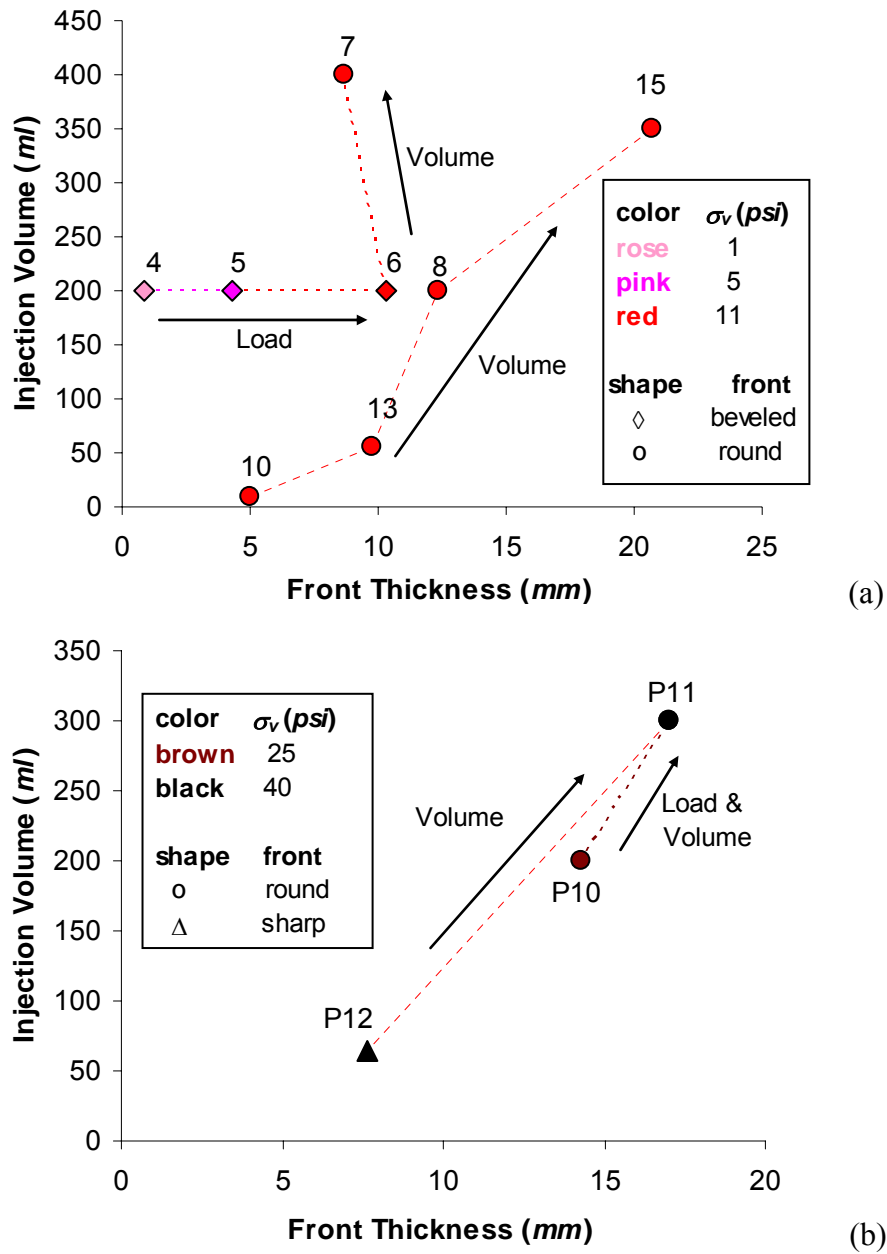 Injection Volume (ml)
450
400
350
300
250
200
150
100
50
0
7
15
Volume
4
5
6
8
Load
Volume
13
10
color σv (psi)
rose 1
pink 5
red 11
shape front
◊ beveled
o round
0 5 10 15 20 25
Front Thickness (mm)
(a)
Injection Volume (ml)
350
300
250
200
150
100
50
0
color σv (psi)
brown 25
black 40
shape front
o round
Δ sharp
P11
Volume
Load &
Volume
P10
P12
0 5 10 15 20
Front Thickness (mm)
(b)